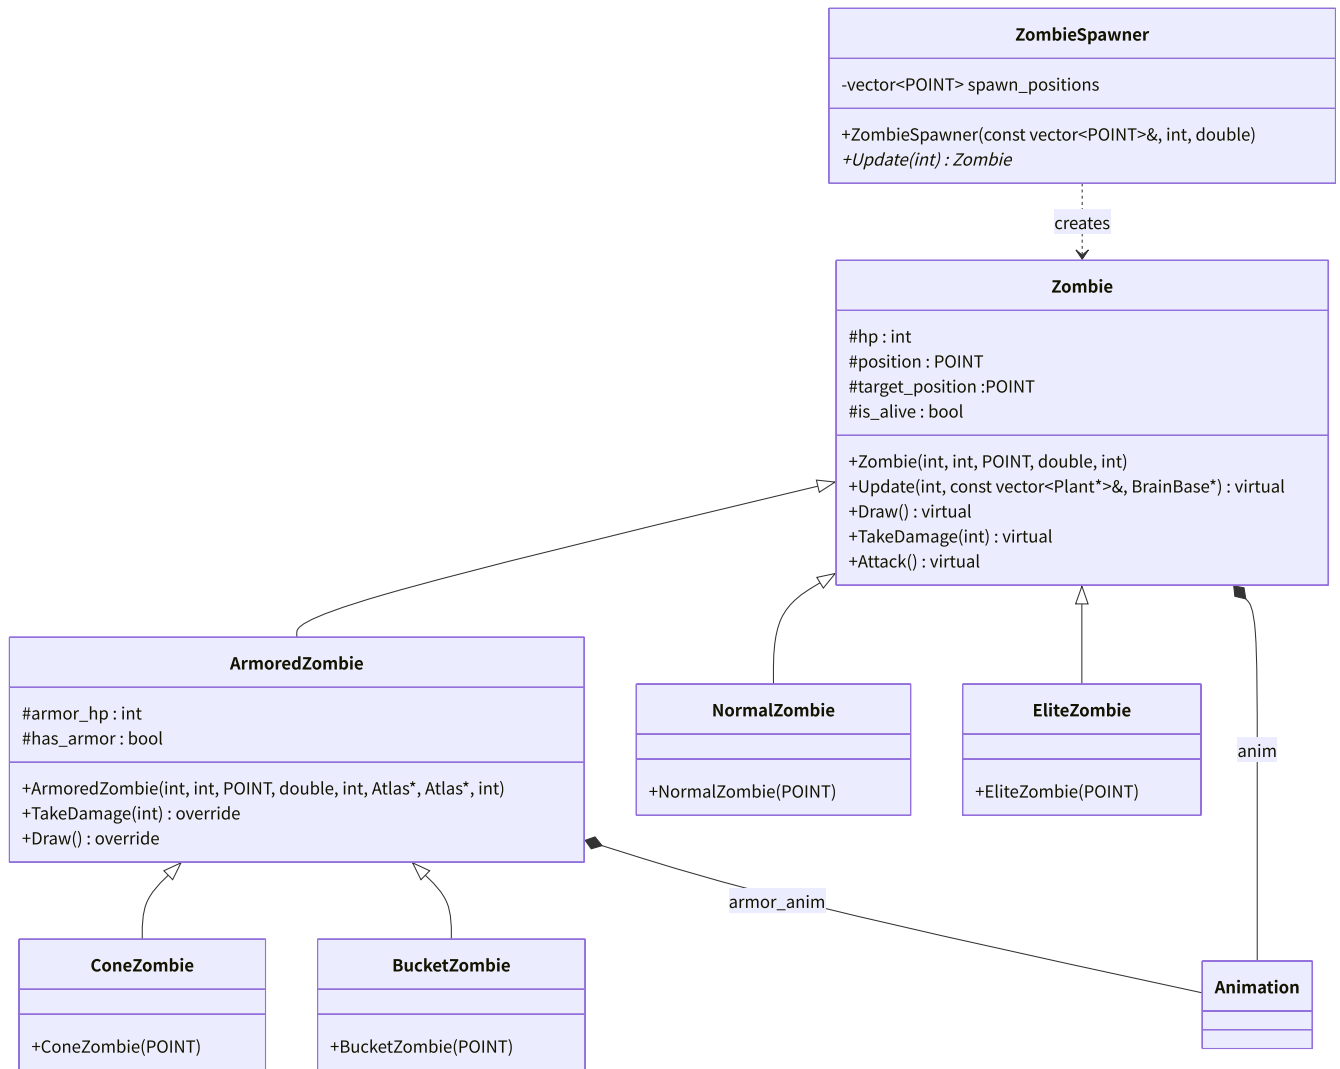 ZombieSpawner
-vector<POINT> spawn_positions
+ZombieSpawner(const vector<POINT>&, int, double)
+Update(int) : Zombie
creates
Zombie
#hp : int
#position : POINT
#target_position :POINT
#is_alive : bool
+Zombie(int, int, POINT, double, int)
+Update(int, const vector<Plant*>&, BrainBase*) : virtual
+Draw() : virtual
+TakeDamage(int) : virtual
+Attack() : virtual
ArmoredZombie
#armor_hp : int
#has_armor : bool
+ArmoredZombie(int, int, POINT, double, int, Atlas*, Atlas*, int)
+TakeDamage(int) : override
+Draw() : override
NormalZombie
+NormalZombie(POINT)
EliteZombie
+EliteZombie(POINT)
anim
armor_anim
ConeZombie
+ConeZombie(POINT)
BucketZombie
+BucketZombie(POINT)
Animation